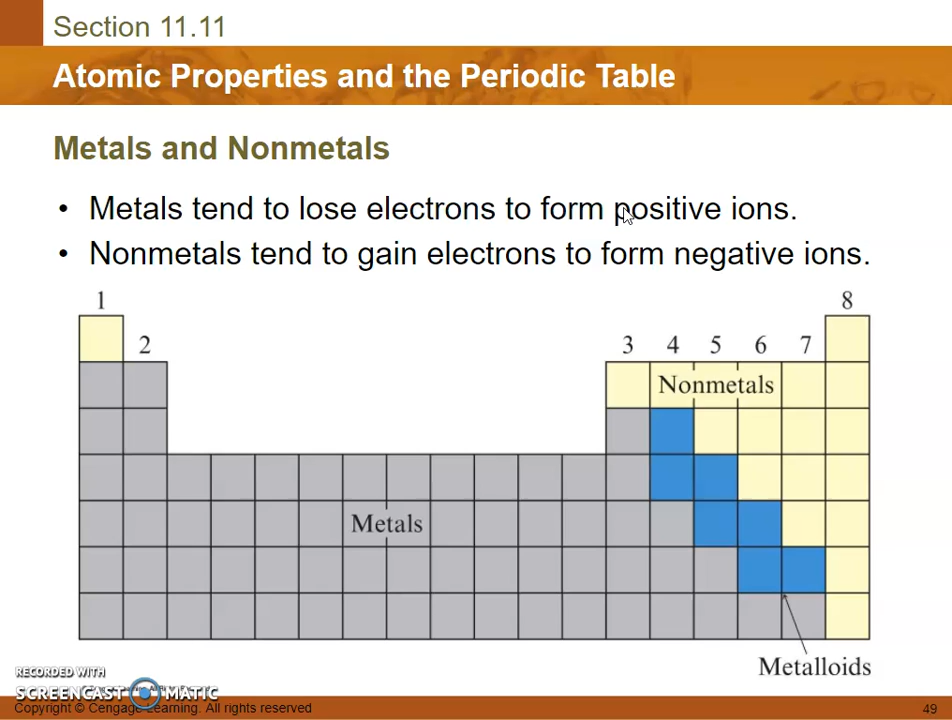 Section 11.11
Atomic Properties and the Periodic Table
Metals and Nonmetals
• Metals tend to lose electrons to form positive ions.
• Nonmetals tend to gain electrons to form negative ions.
1
8
2
3 4 5 6 7
Nonmetals
Metals
Metalloids
RECORDED WITH
SCREENCAST MATIC
Copyright © Cengage Learning. All rights reserved
49